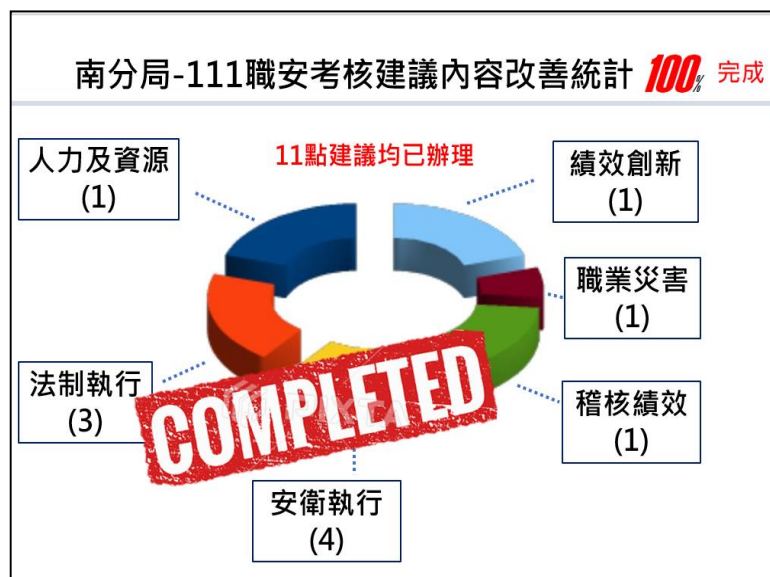 南分局-111職安考核建議內容改善統計 100% 完成
11點建議均已辦理
人力及資源
(1)
績效創新
(1)
職業災害
(1)
法制執行
(3)
稽核績效
(1)
COMPLETED
安衛執行
(4)